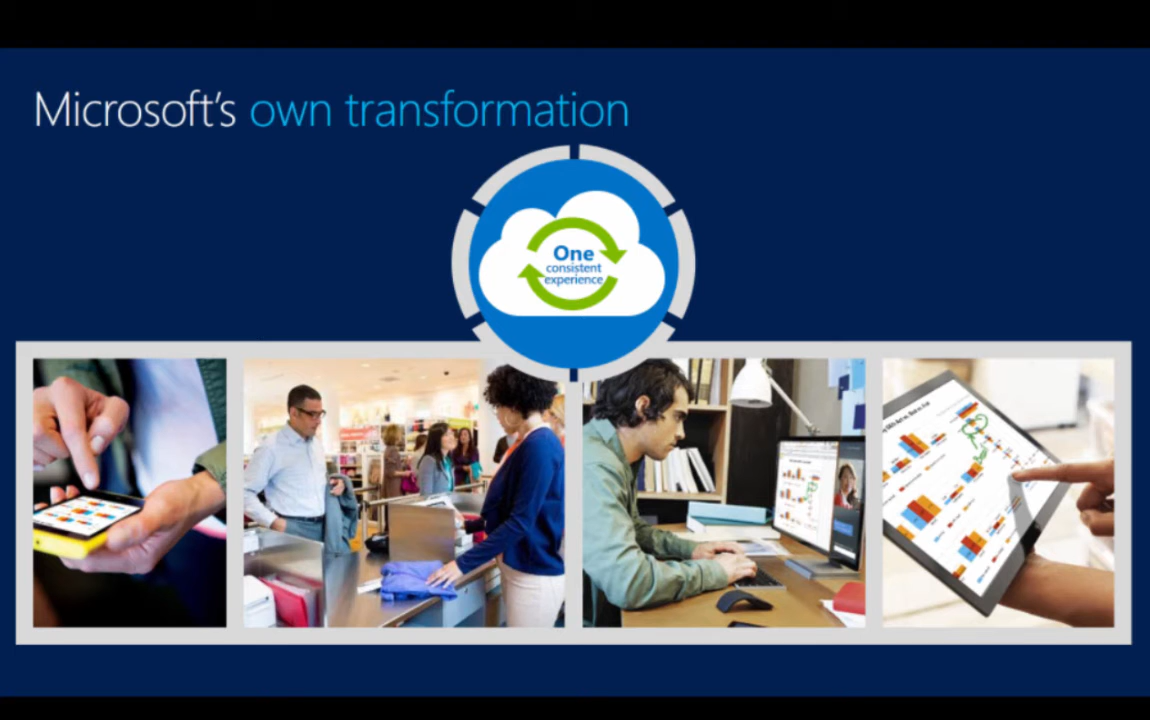 Microsoft's own transformation
One
consistent
experience